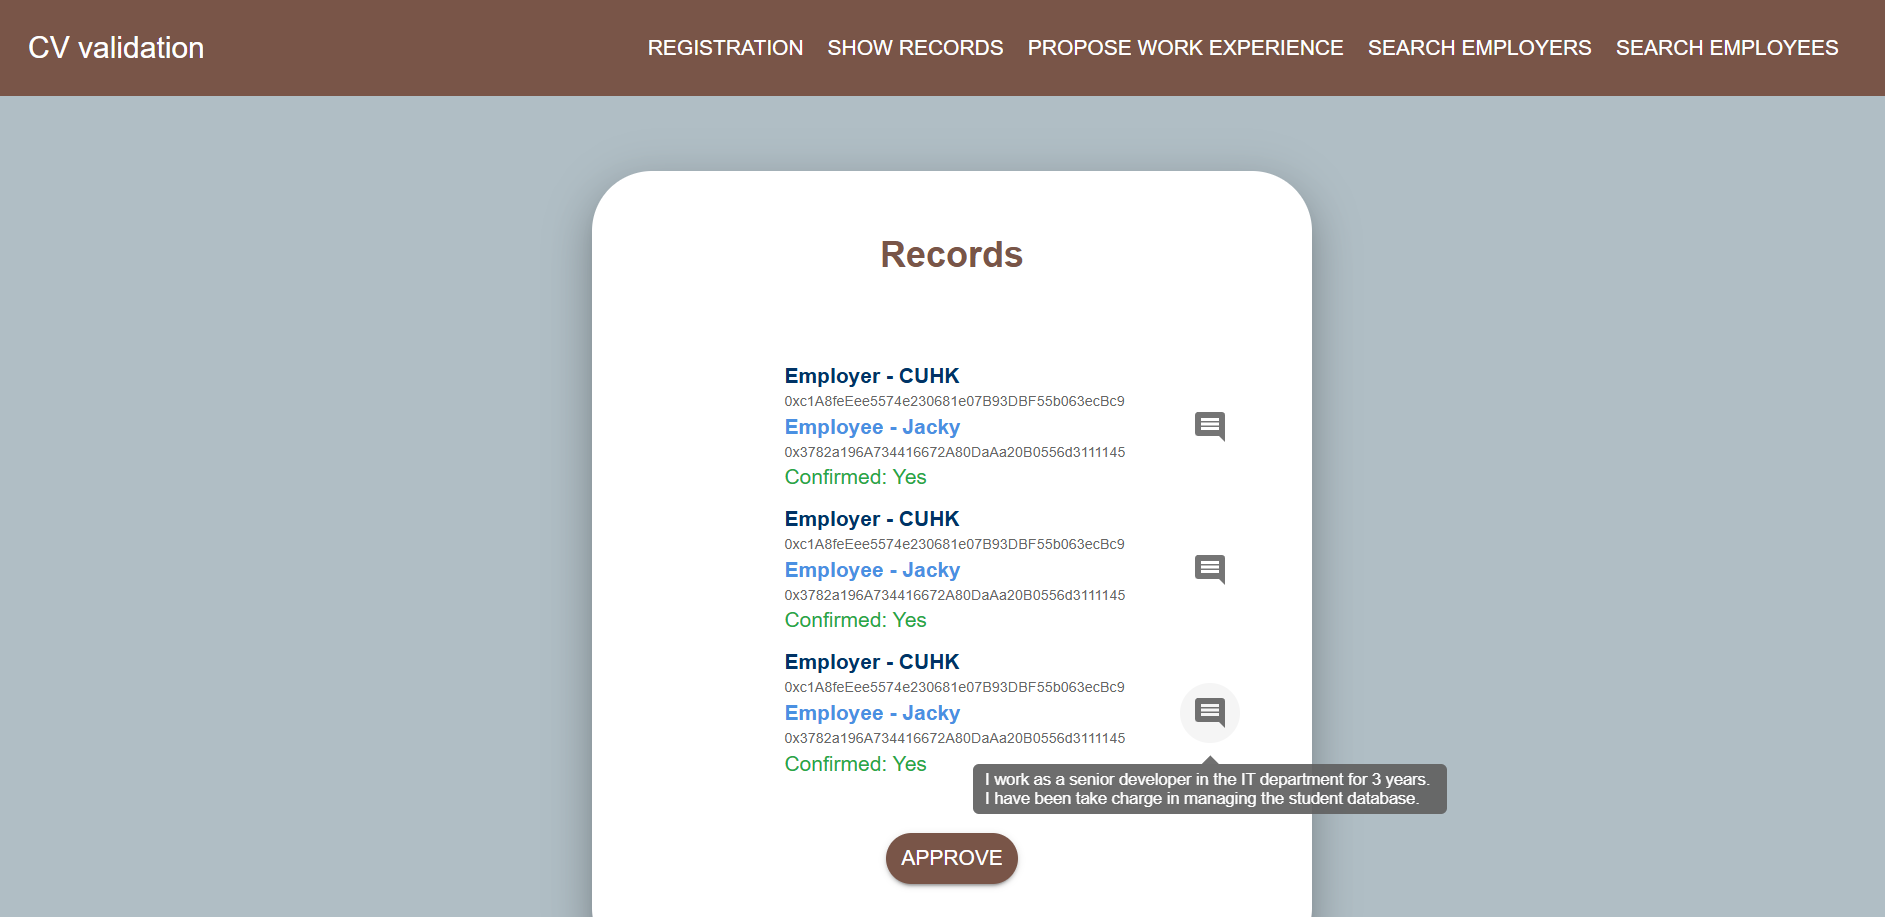 CV validation
REGISTRATION SHOW RECORDS PROPOSE WORK EXPERIENCE SEARCH EMPLOYERS SEARCH EMPLOYEES
Records
Employer - CUHK
0xc1A8feEee5574e230681e07B93DBF55b063ecBc9
Employee - Jacky
0x3782a196A734416672A80DaAa20B0556d3111145
Confirmed: Yes
Employer - CUHK
0xc1A8feEee5574e230681e07B93DBF55b063ecBc9
Employee - Jacky
0x3782a196A734416672A80DaAa20B0556d3111145
Confirmed: Yes
Employer - CUHK
0xc1A8feEee5574e230681e07B93DBF55b063ecBc9
Employee - Jacky
0x3782a196A734416672A80DaAa20B0556d3111145
Confirmed: Yes
I work as a senior developer in the IT department for 3 years.
I have been take charge in managing the student database.
APPROVE